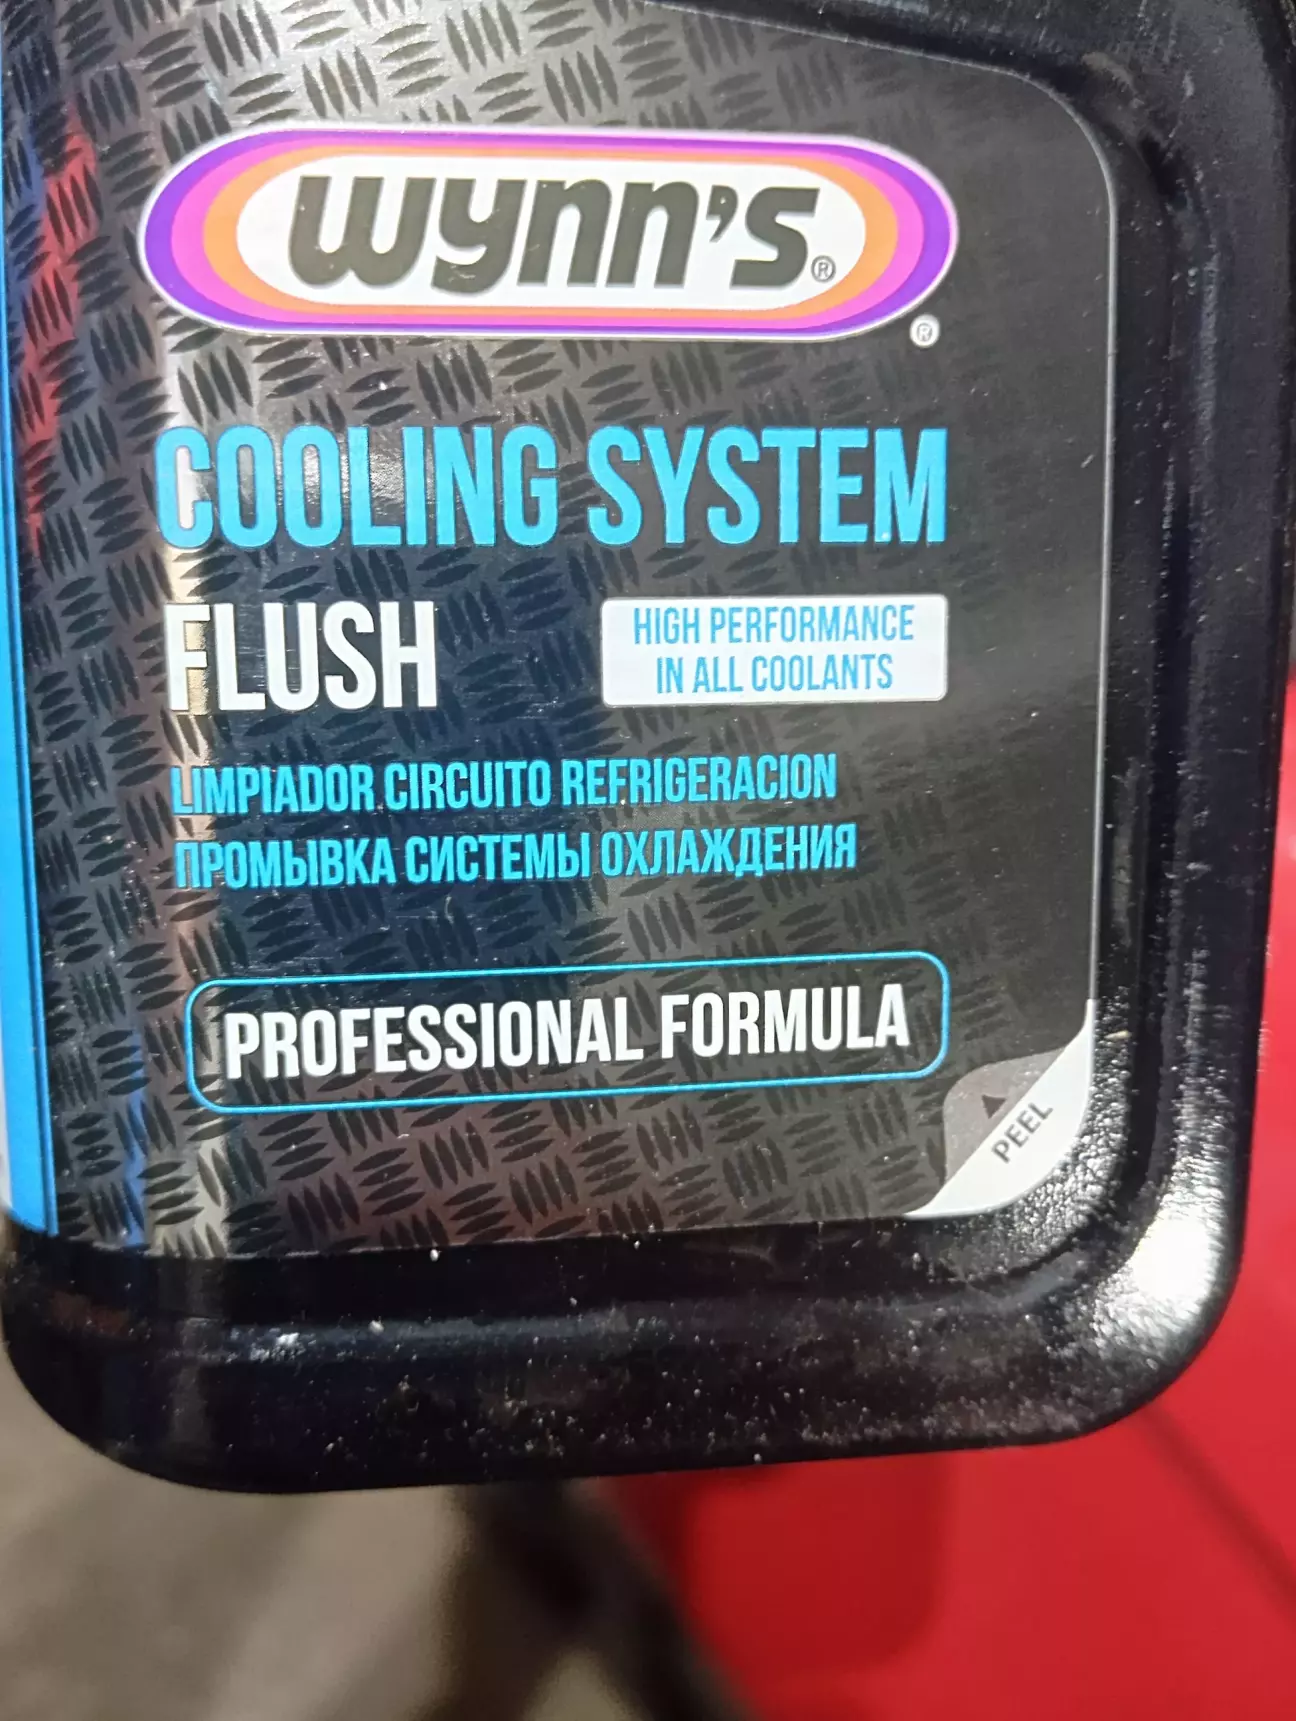 wynn's®
®
COOLING SYSTEM
FLUSH
HIGH PERFORMANCE
IN ALL COOLANTS
LIMPIADOR CIRCUITO REFRIGERACION
ПРОМЫВКА СИСТЕМЫ ОХЛАЖДЕНИЯ
PROFESSIONAL FORMULA
PEEL